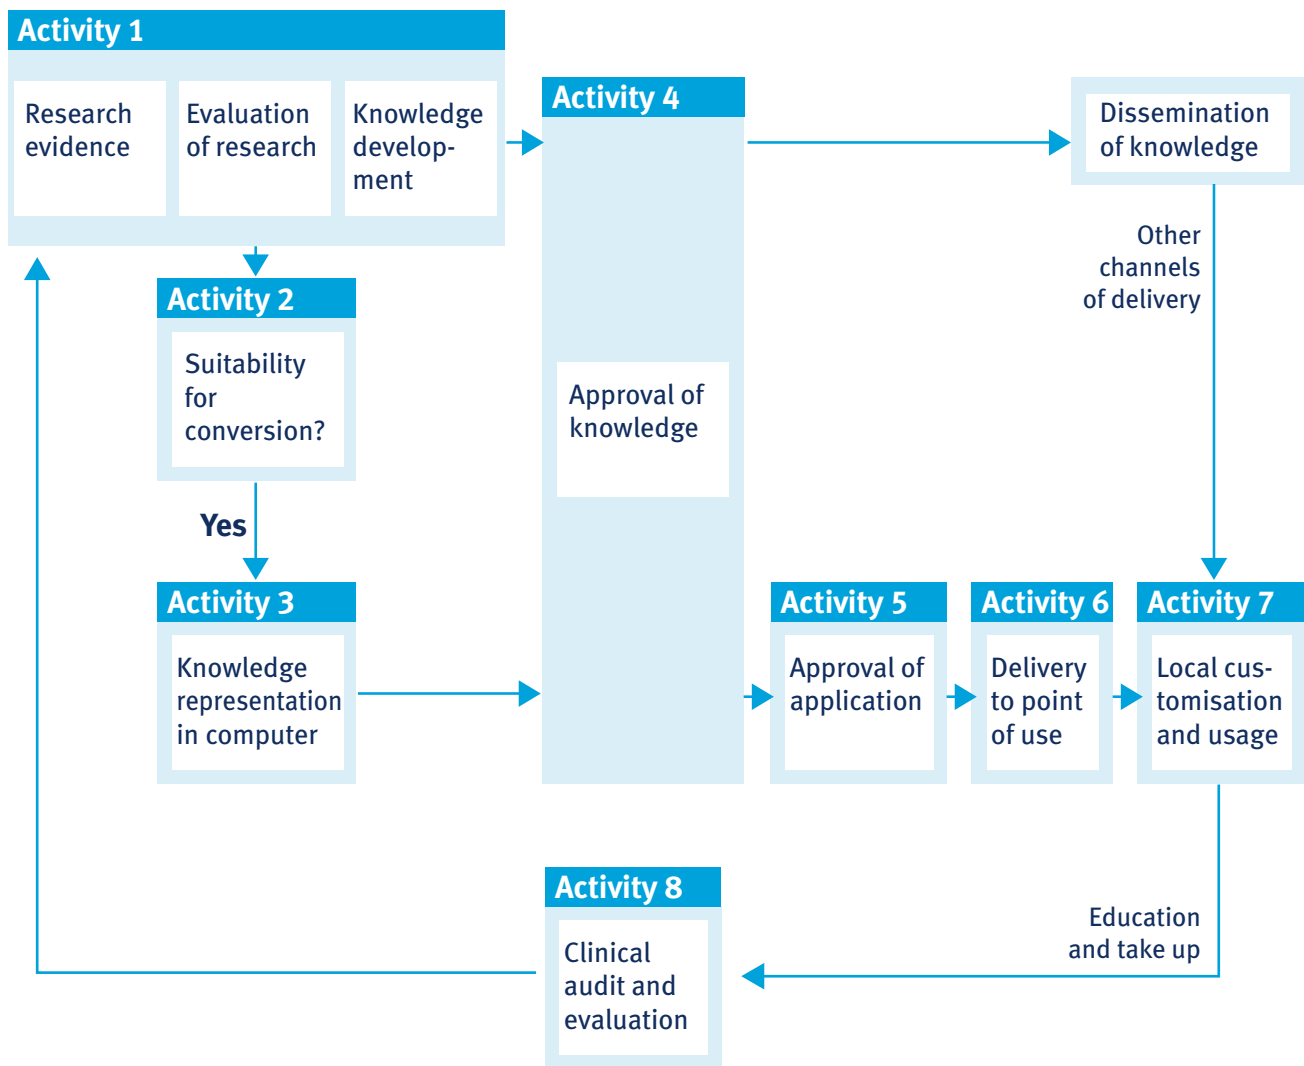 Activity 1
Research
evidence
Evaluation
of research
Knowledge
develop-
ment
Activity 4
Approval of
knowledge
Dissemination
of knowledge
Other
channels
of delivery
Activity 2
Suitability
for
conversion?
Yes
Activity 3
Knowledge
representation
in computer
Activity 5
Approval of
application
Activity 6
Delivery
to point
of use
Activity 7
Local cus-
tomisation
and usage
Education
and take up
Activity 8
Clinical
audit and
evaluation